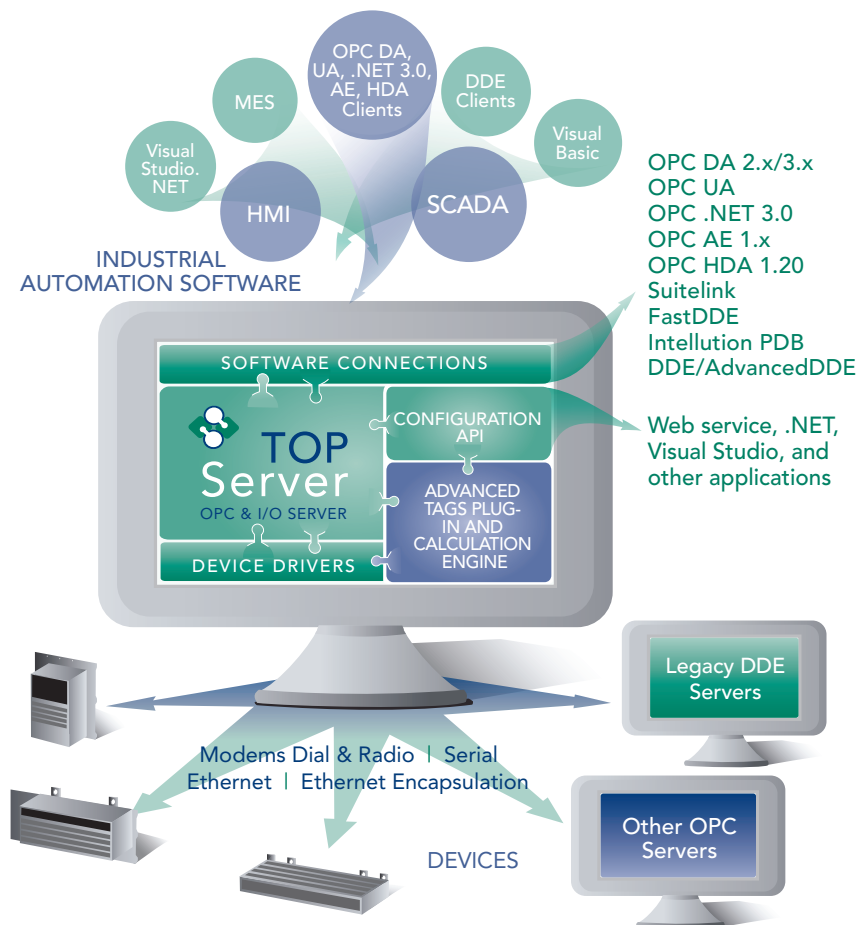 OPC DA,
UA, .NET 3.0,
AE, HDA
Clients
MES
DDE
Clients
Visual
Studio.
NET
Visual
Basic
HMI
SCADA
INDUSTRIAL
AUTOMATION SOFTWARE
OPC DA 2.x/3.x
OPC UA
OPC .NET 3.0
OPC AE 1.x
OPC HDA 1.20
Suitelink
FastDDE
Intellution PDB
DDE/AdvancedDDE
SOFTWARE CONNECTIONS
TOP
Server
OPC & I/O SERVER
CONFIGURATION
API
Web service, .NET,
Visual Studio, and
other applications
ADVANCED
TAGS PLUG-
IN AND
CALCULATION
ENGINE
DEVICE DRIVERS
Legacy DDE
Servers
Modems Dial & Radio | Serial
Ethernet | Ethernet Encapsulation
Other OPC
Servers
DEVICES